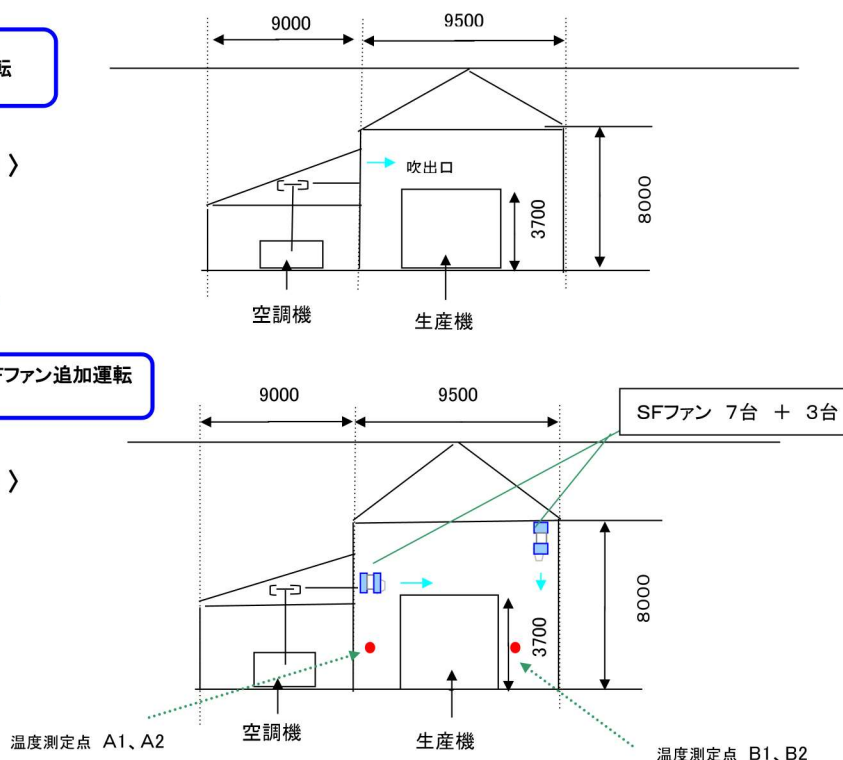 9000
9500
転
〉
吹出口
3700
8000
空調機
生産機
ファン追加運転
9000
9500
SFファン 7台 + 3台
〉
3700
8000
空調機
生産機
温度測定点 A1、A2
温度測定点 B1、B2